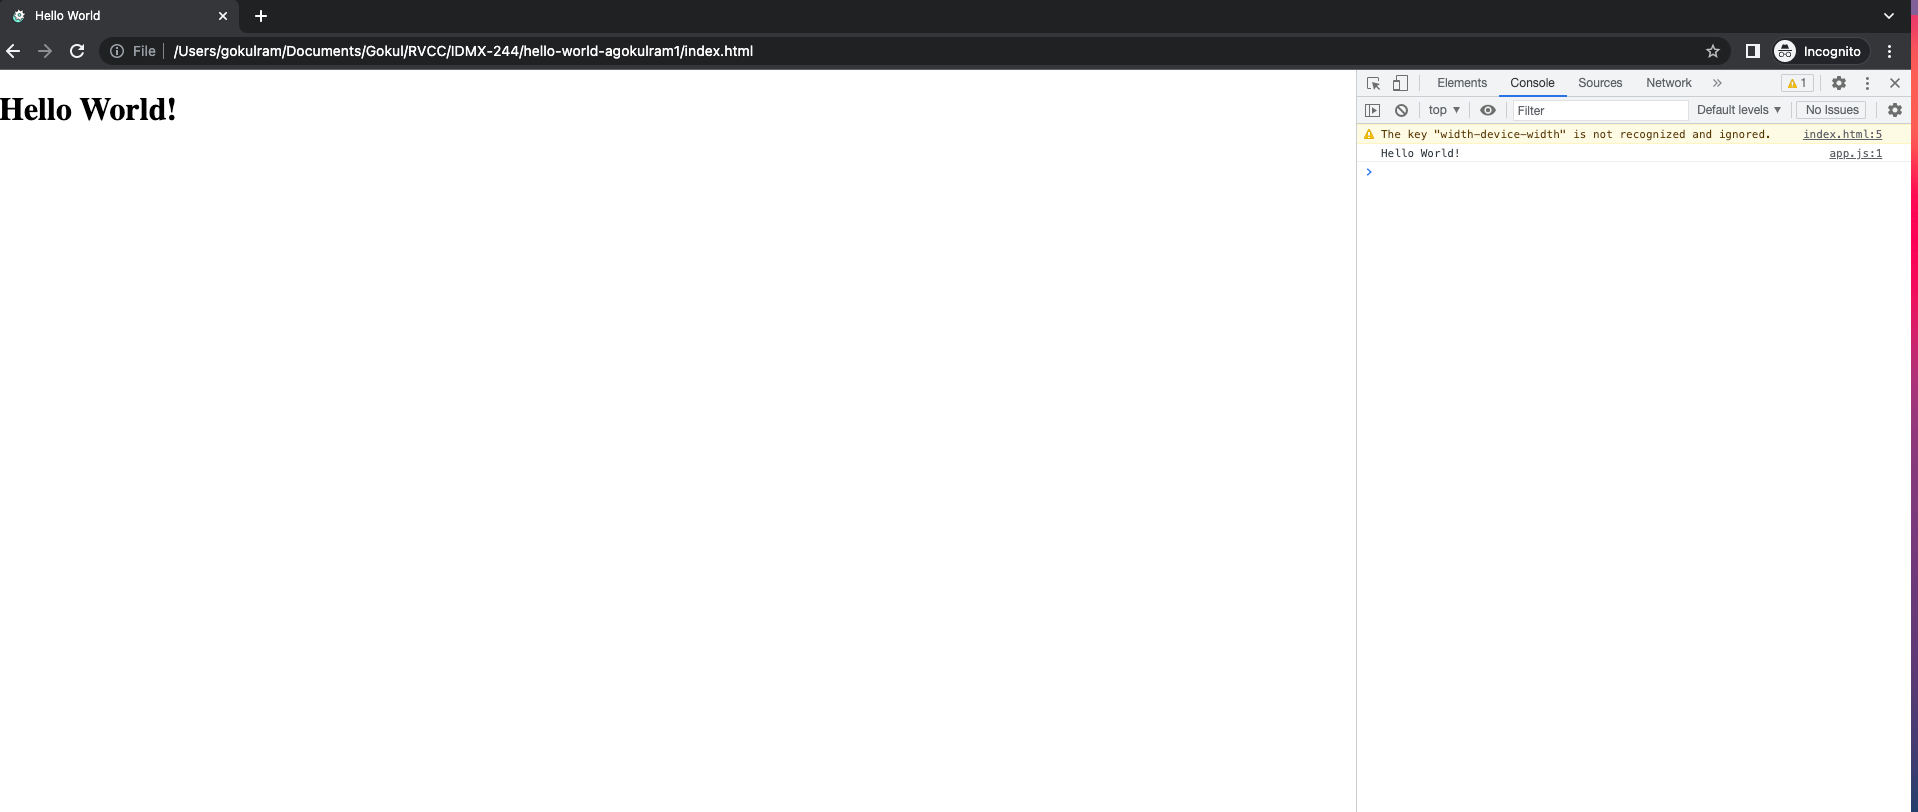 Hello World
File /Users/gokulram/Documents/Gokul/RVCC/IDMX-244/hello-world-agokulram1/index.html
Incognito
Hello World!
Elements Console Sources Network » 1
top Filter Default levels No Issues
The key "width-device-width" is not recognized and ignored. index.html:5
Hello World! app.js:1